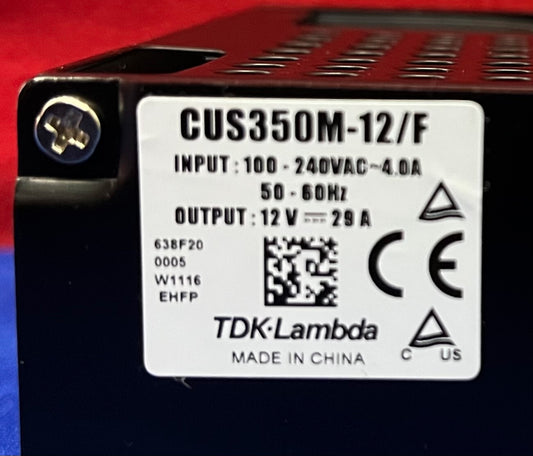 CUS350M-12/F
INPUT : 100 - 240VAC~4.0A
50 - 60Hz
OUTPUT : 12 V ⎓ 29 A
638F20
0005
W1116
EHFP
CE
TDK·Lambda
MADE IN CHINA
C US